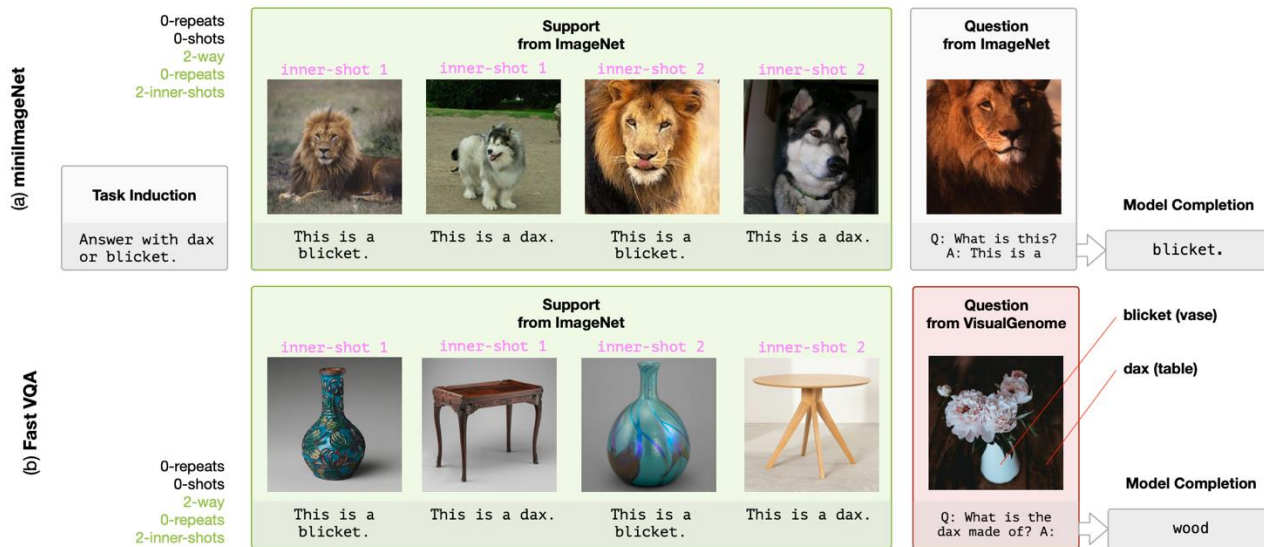 (a) miniImageNet
0-repeats
0-shots
2-way
0-repeats
2-inner-shots
Task Induction
Answer with dax
or blicket.
Support
from ImageNet
inner-shot 1
inner-shot 1
inner-shot 2
inner-shot 2
This is a
blicket.
This is a dax.
This is a
blicket.
This is a dax.
Question
from ImageNet
Q: What is this?
A: This is a
Model Completion
blicket.
(b) Fast VQA
0-repeats
0-shots
2-way
0-repeats
2-inner-shots
Support
from ImageNet
inner-shot 1
inner-shot 1
inner-shot 2
inner-shot 2
This is a
blicket.
This is a dax.
This is a
blicket.
This is a dax.
Question
from VisualGenome
Q: What is the
dax made of? A:
blicket (vase)
dax (table)
Model Completion
wood